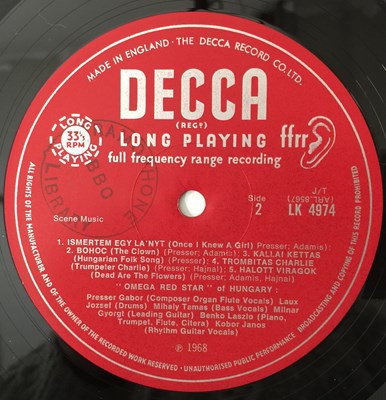 MADE IN ENGLAND · THE DECCA RECORD CO. LTD.
DECCA
(REGᵈ)
LONG PLAYING
33⅓
RPM
LONG PLAYING ffrr
full frequency range recording
J/T
(ARL.8567)
Side
2
LK 4974
Scene Music
1. ISMERTEM EGY LA'NYT (Once I Knew A Girl) (Presser; Adamis)
2. BOHOC (The Clown) (Presser; Adamis) 3. KALLAI KETTAS
(Hungarian Folk Song) 4. TROMBITAS CHARLIE
(Trumpeter Charlie) (Presser, Hajnal) 5. HALOTT VIRAGOK
(Dead Are The Flowers) (Presser, Adamis, Hajnal)
"OMEGA RED STAR" of HUNGARY :
Presser Gabor (Composer Organ Flute Vocals) Laux
Jozsef (Drums) Mihaly Tamas (Bass Vocals) Milnor
Gyorgi (Leading Guitar) Benko Laszlo (Piano,
Trumpet, Flute, Citera) Kobor Janos
(Rhythm Guitar Vocals)
℗ 1968
ALL RIGHTS OF THE MANUFACTURER AND OF THE OWNER OF THE RECORDED WORK RESERVED · UNAUTHORISED PUBLIC PERFORMANCE BROADCASTING AND COPYING OF THIS RECORD PROHIBITED
GRAMOPHONE
LIBRARY
BBC